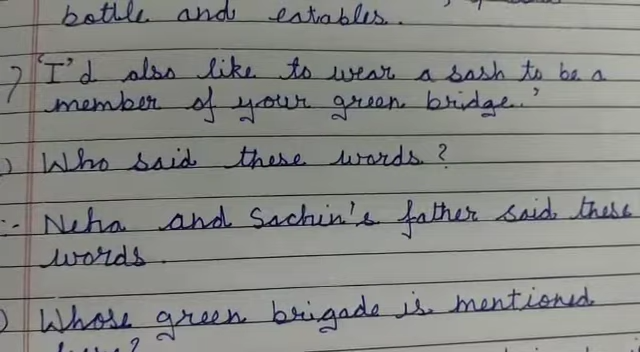 bottle and eatables.
'I'd also like to wear a sash to be a
member of your green bridge.'
Who said these words?
:- Neha and Sachin's father said these
words.
Whose green brigade is mentioned